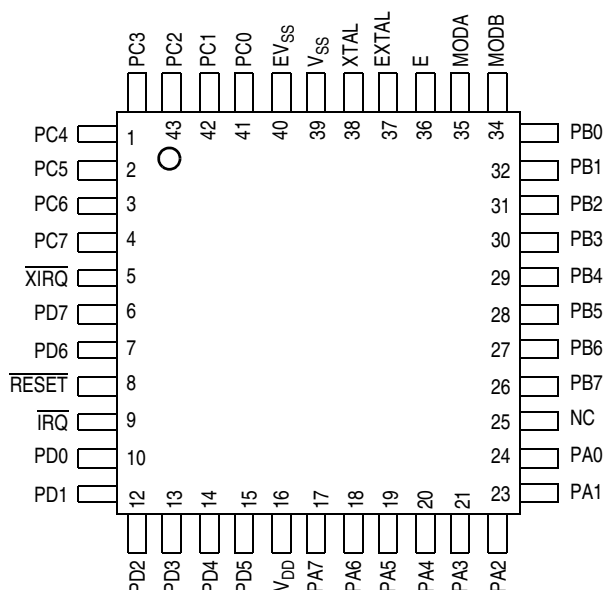 PC3 PC2 PC1 PC0 EVSS VSS XTAL EXTAL E MODA MODB
PC4 1 43 42 41 40 39 38 37 36 35 34 PB0
PC5 2 32 PB1
PC6 3 31 PB2
PC7 4 30 PB3
XIRQ 5 29 PB4
PD7 6 28 PB5
PD6 7 27 PB6
RESET 8 26 PB7
IRQ 9 25 NC
PD0 10 24 PA0
PD1 12 13 14 15 16 17 18 19 20 21 23 PA1
PD2 PD3 PD4 PD5 VDD PA7 PA6 PA5 PA4 PA3 PA2